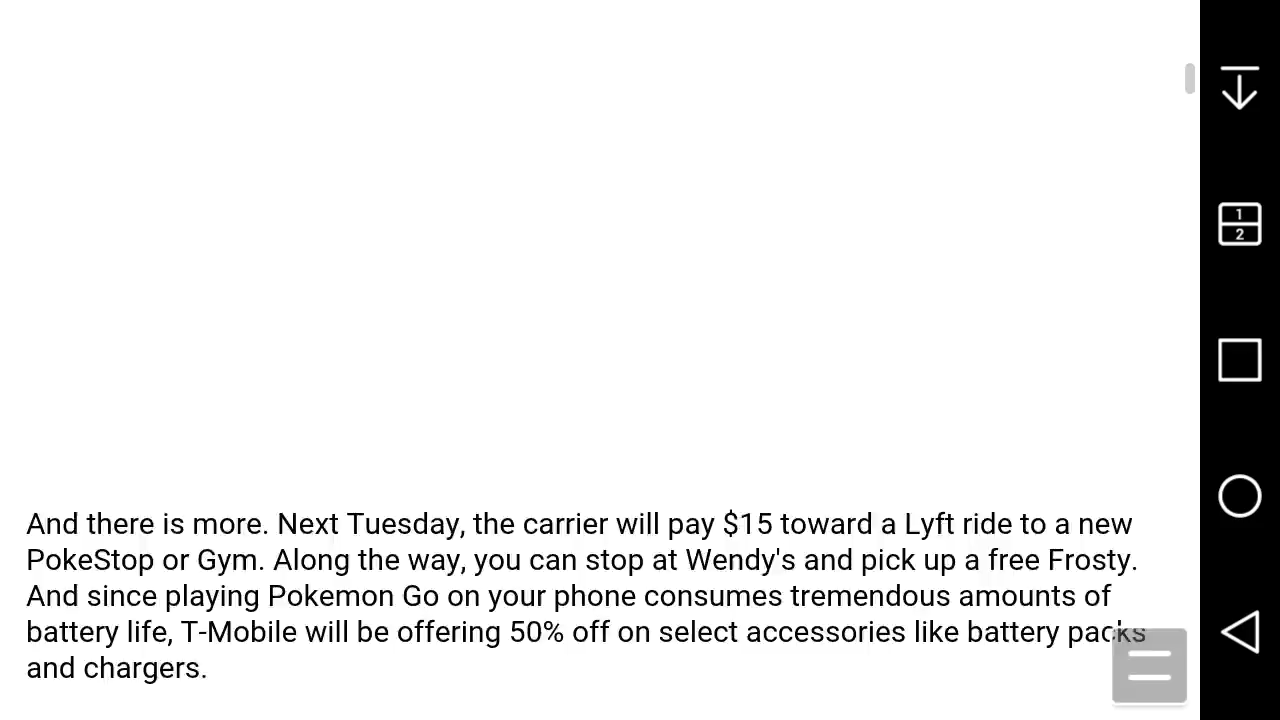 And there is more. Next Tuesday, the carrier will pay $15 toward a Lyft ride to a new
PokeStop or Gym. Along the way, you can stop at Wendy's and pick up a free Frosty.
And since playing Pokemon Go on your phone consumes tremendous amounts of
battery life, T-Mobile will be offering 50% off on select accessories like battery packs
and chargers.
1
2